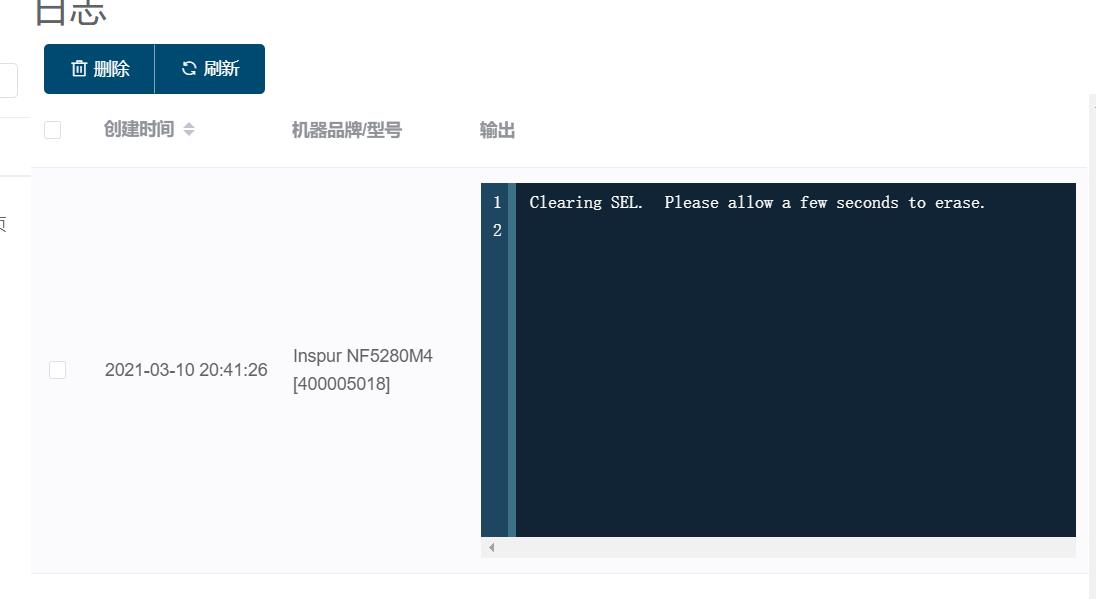 日志
删除 刷新
创建时间 机器品牌/型号 输出
1 Clearing SEL.  Please allow a few seconds to erase.
2
页
2021-03-10 20:41:26
Inspur NF5280M4
[400005018]